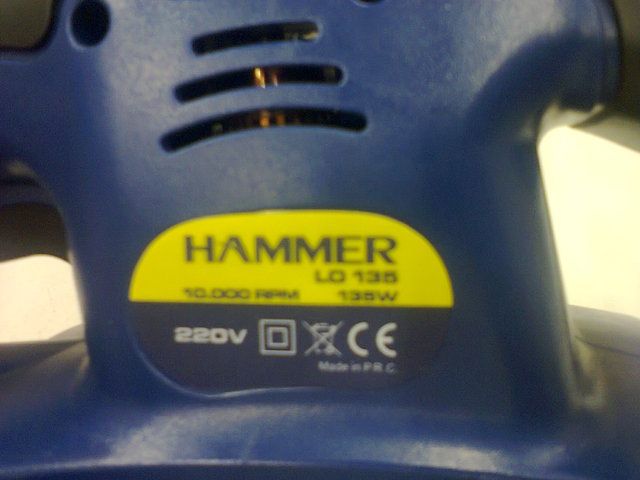 HAMMER
LO 135
10.000 RPM 135W
220V CE
Made in P.R.C